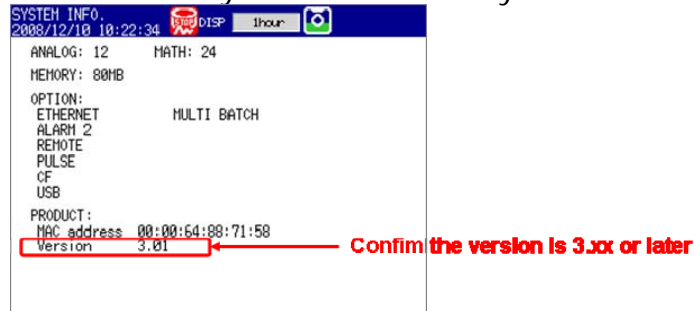 SYSTEM INFO.
2008/12/10 10:22:34 STOP DISP 1hour
ANALOG: 12 MATH: 24
MEMORY: 80MB
OPTION:
ETHERNET MULTI BATCH
ALARM 2
REMOTE
PULSE
CF
USB
PRODUCT:
MAC address 00:00:64:88:71:58
Version 3.01
Confim the version is 3.xx or later